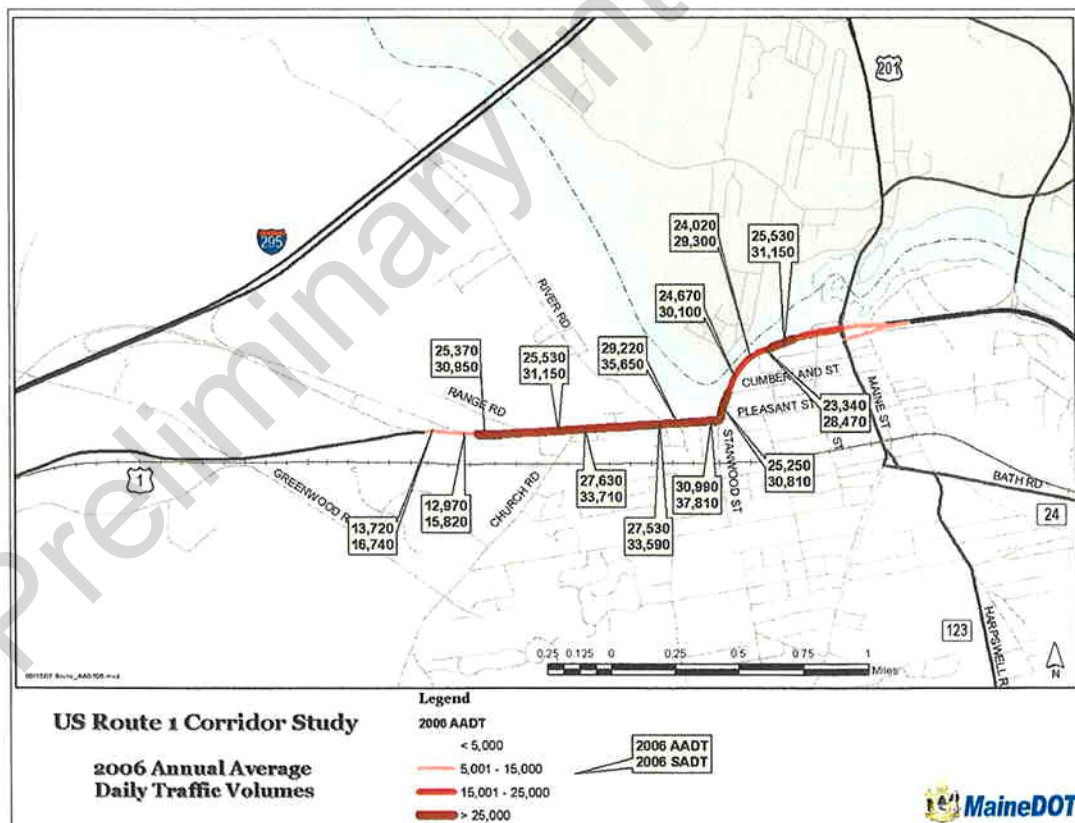 Preliminary Int
201
295
24,020
29,300
25,530
31,150
RIVER RD
24,670
30,100
25,370
30,950
25,530
31,150
29,220
35,650
RANGE RD
CUMBERLAND ST
PLEASANT ST
MAINE ST
23,340
28,470
ST
STANWOOD ST
1
GREENWOOD R
CHURCH RD
13,720
16,740
12,970
15,820
27,630
33,710
27,530
33,590
30,990
37,810
25,250
30,810
BATH RD
24
123
HARPSWELL R
0.25 0.125 0 0.25 0.5 0.75 1
Miles
N
US Route 1 Corridor Study
2006 Annual Average
Daily Traffic Volumes
Legend
2006 AADT
< 5,000
5,001 - 15,000
15,001 - 25,000
> 25,000
2006 AADT
2006 SADT
MaineDOT